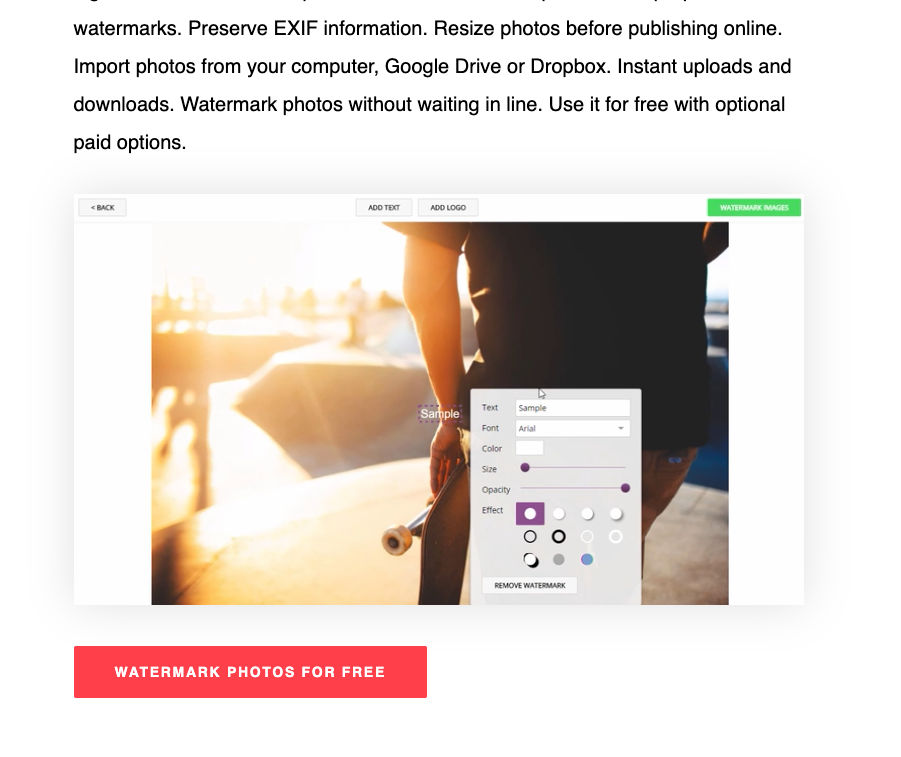 watermarks. Preserve EXIF information. Resize photos before publishing online.
Import photos from your computer, Google Drive or Dropbox. Instant uploads and
downloads. Watermark photos without waiting in line. Use it for free with optional
paid options.
< BACK
ADD TEXT
ADD LOGO
WATERMARK IMAGES
Sample
Text
Sample
Font
Arial
Color
Size
Opacity
Effect
REMOVE WATERMARK
WATERMARK PHOTOS FOR FREE